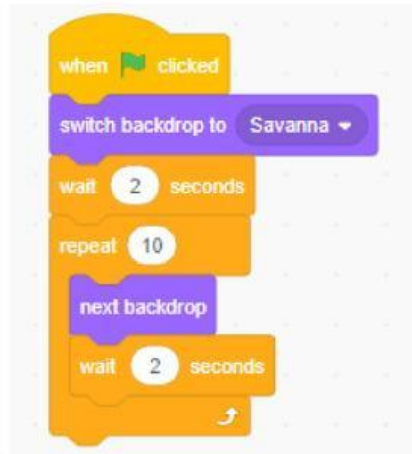 when clicked
switch backdrop to Savanna
wait 2 seconds
repeat 10
next backdrop
wait 2 seconds